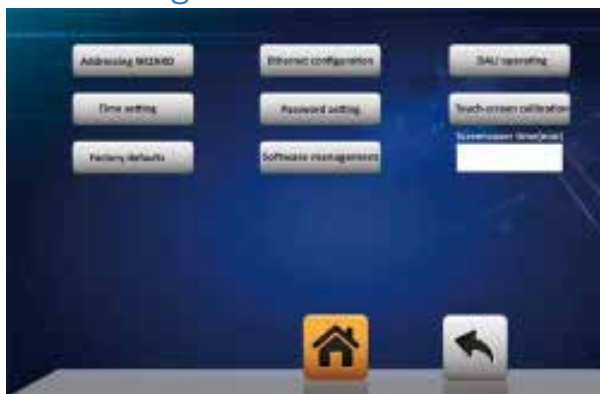 Addressing WIZARD
Ethernet configuration
DALI operating
Time setting
Password setting
Touch-screen calibration
Factory defaults
Software management
Screensaver time(min)